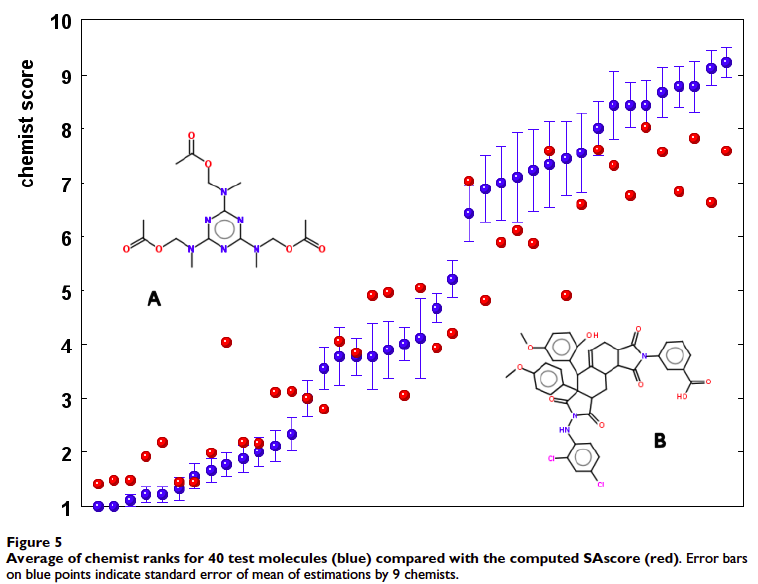 10
9
8
7
6
5
4
3
2
1
chemist score
O
O
N
N
N
N
O
O
N
N
O
O
A
O
OH
O
O
N
O
O
HO
O
N
O
HN
Cl
Cl
B
Figure 5
Average of chemist ranks for 40 test molecules (blue) compared with the computed SAscore (red). Error bars
on blue points indicate standard error of mean of estimations by 9 chemists.